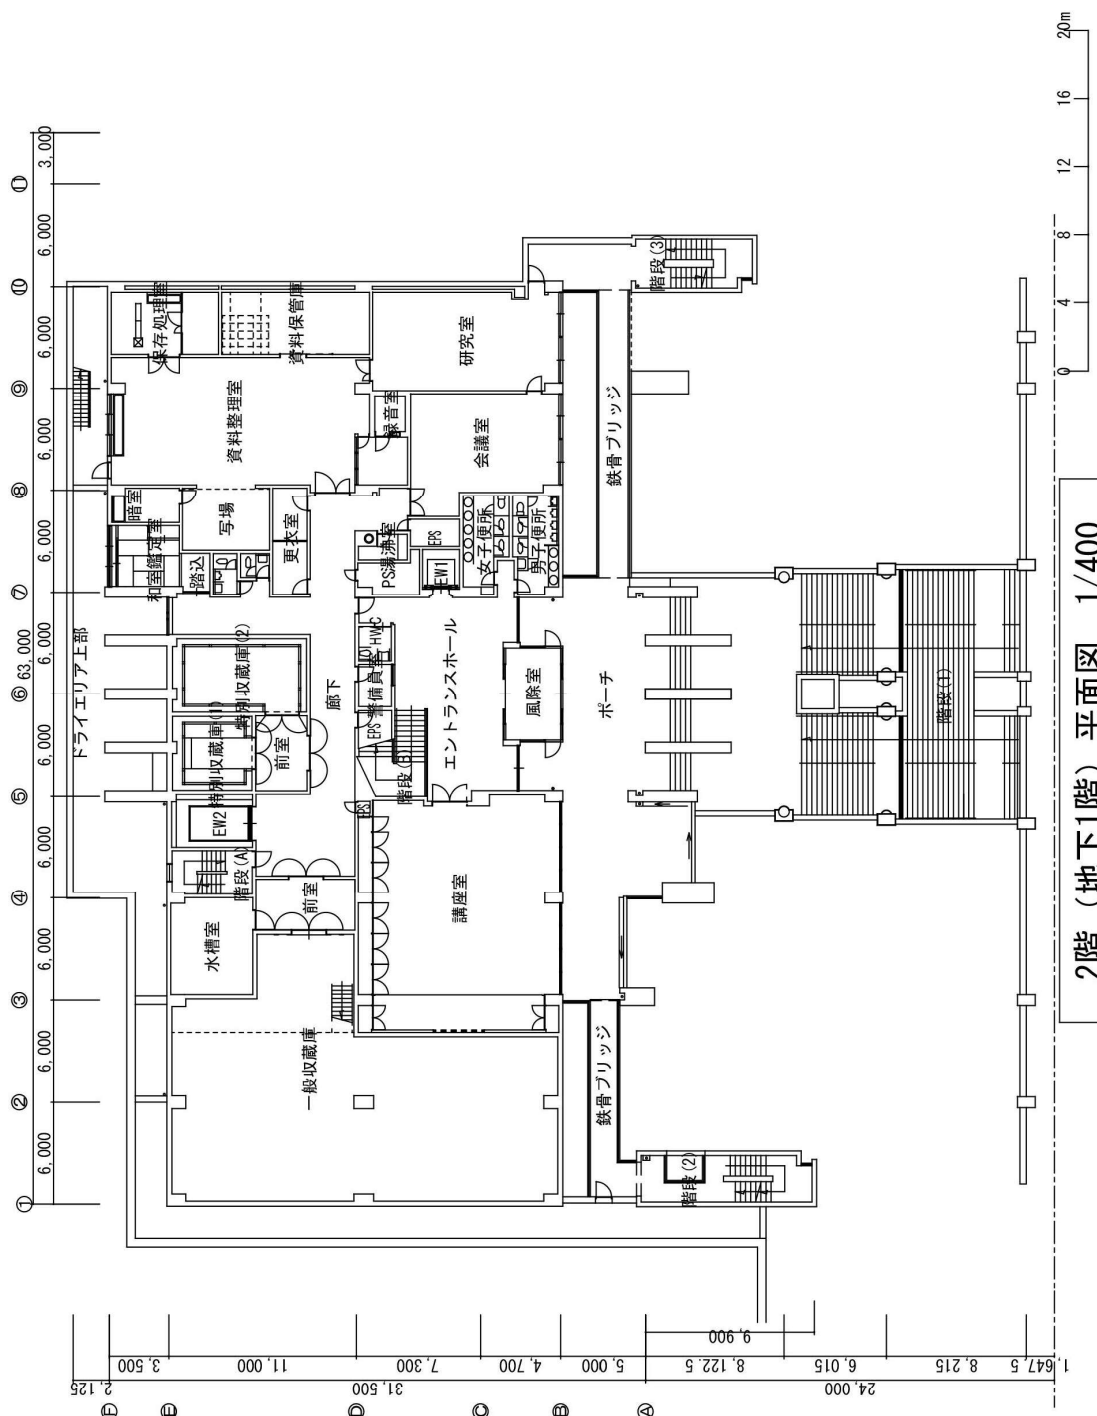 2階（地下1階）平面図　1/400
63,000
6,000
6,000
6,000
6,000
6,000
6,000
6,000
6,000
6,000
6,000
3,000
①
②
③
④
⑤
⑥
⑦
⑧
⑨
⑩
⑪
ドライエリア上部
一般収蔵庫
水槽室
前室
階段(A)
EW2
特別収蔵庫(1)
特別収蔵庫(2)
前室
廊下
和室鑑定室
踏込
暗室
写場
更衣室
資料整理室
保存処理室
資料保管庫
研究室
録音室
会議室
湯沸室
PS
EPS
EW1
女子便所
男子便所
HWC
警備員室
EPS
階段(B)
EPS
エントランスホール
風除室
講座室
ポーチ
鉄骨ブリッジ
鉄骨ブリッジ
階段(1)
階段(2)
階段(3)
Ⓕ
Ⓔ
Ⓓ
Ⓒ
Ⓑ
Ⓐ
2,125
3,500
11,000
7,300
4,700
5,000
31,500
9,900
8,122.5
6,015
8,215
1,647.5
24,000
0
4
8
12
16
20m